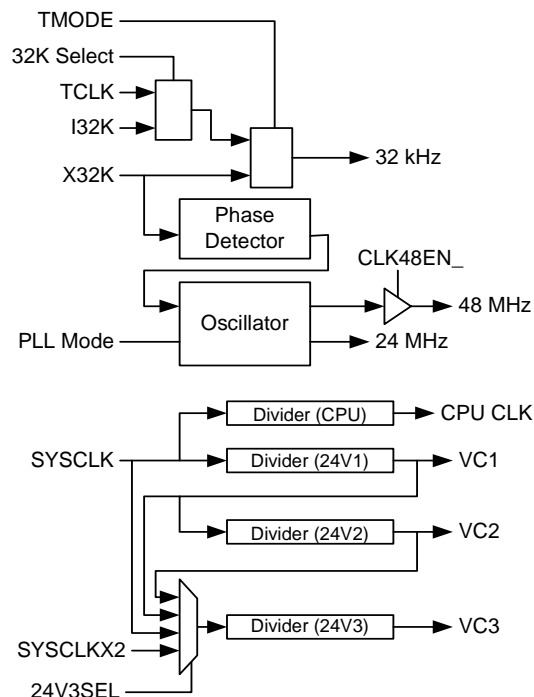 TMODE
32K Select
TCLK
I32K
32 kHz
X32K
Phase
Detector
CLK48EN_
Oscillator
48 MHz
PLL Mode
24 MHz
Divider (CPU)
CPU CLK
SYSCLK
Divider (24V1)
VC1
Divider (24V2)
VC2
Divider (24V3)
VC3
SYSCLKX2
24V3SEL